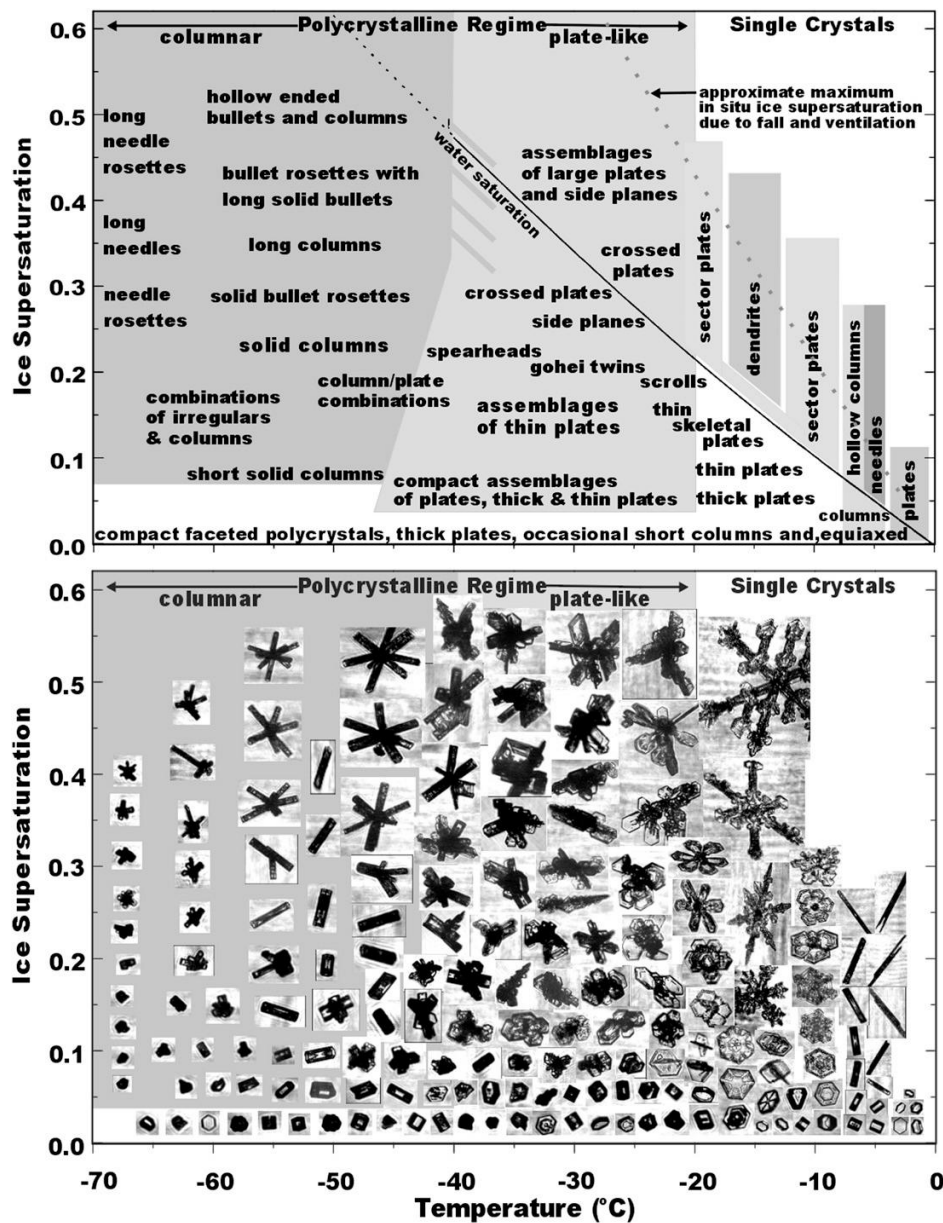 Polycrystalline Regime
Single Crystals
columnar
plate-like
0.6
0.5
0.4
0.3
0.2
0.1
0.0
Ice Supersaturation
approximate maximum
in situ ice supersaturation
due to fall and ventilation
hollow ended
bullets and columns
long
needle
rosettes
water saturation
assemblages
of large plates
and side planes
bullet rosettes with
long solid bullets
long
needles
long columns
crossed
plates
sector plates
dendrites
sector plates
hollow columns
needles
plates
needle
rosettes
solid bullet rosettes
crossed plates
side planes
solid columns
spearheads
gohei twins
column/plate
combinations
scrolls
combinations
of irregulars
& columns
assemblages
of thin plates
thin
skeletal
plates
short solid columns
compact assemblages
of plates, thick & thin plates
thin plates
thick plates
columns
compact faceted polycrystals, thick plates, occasional short columns and,equiaxed
Polycrystalline Regime
Single Crystals
columnar
plate-like
0.6
0.5
0.4
0.3
0.2
0.1
0.0
Ice Supersaturation
-70
-60
-50
-40
-30
-20
-10
0
Temperature (°C)